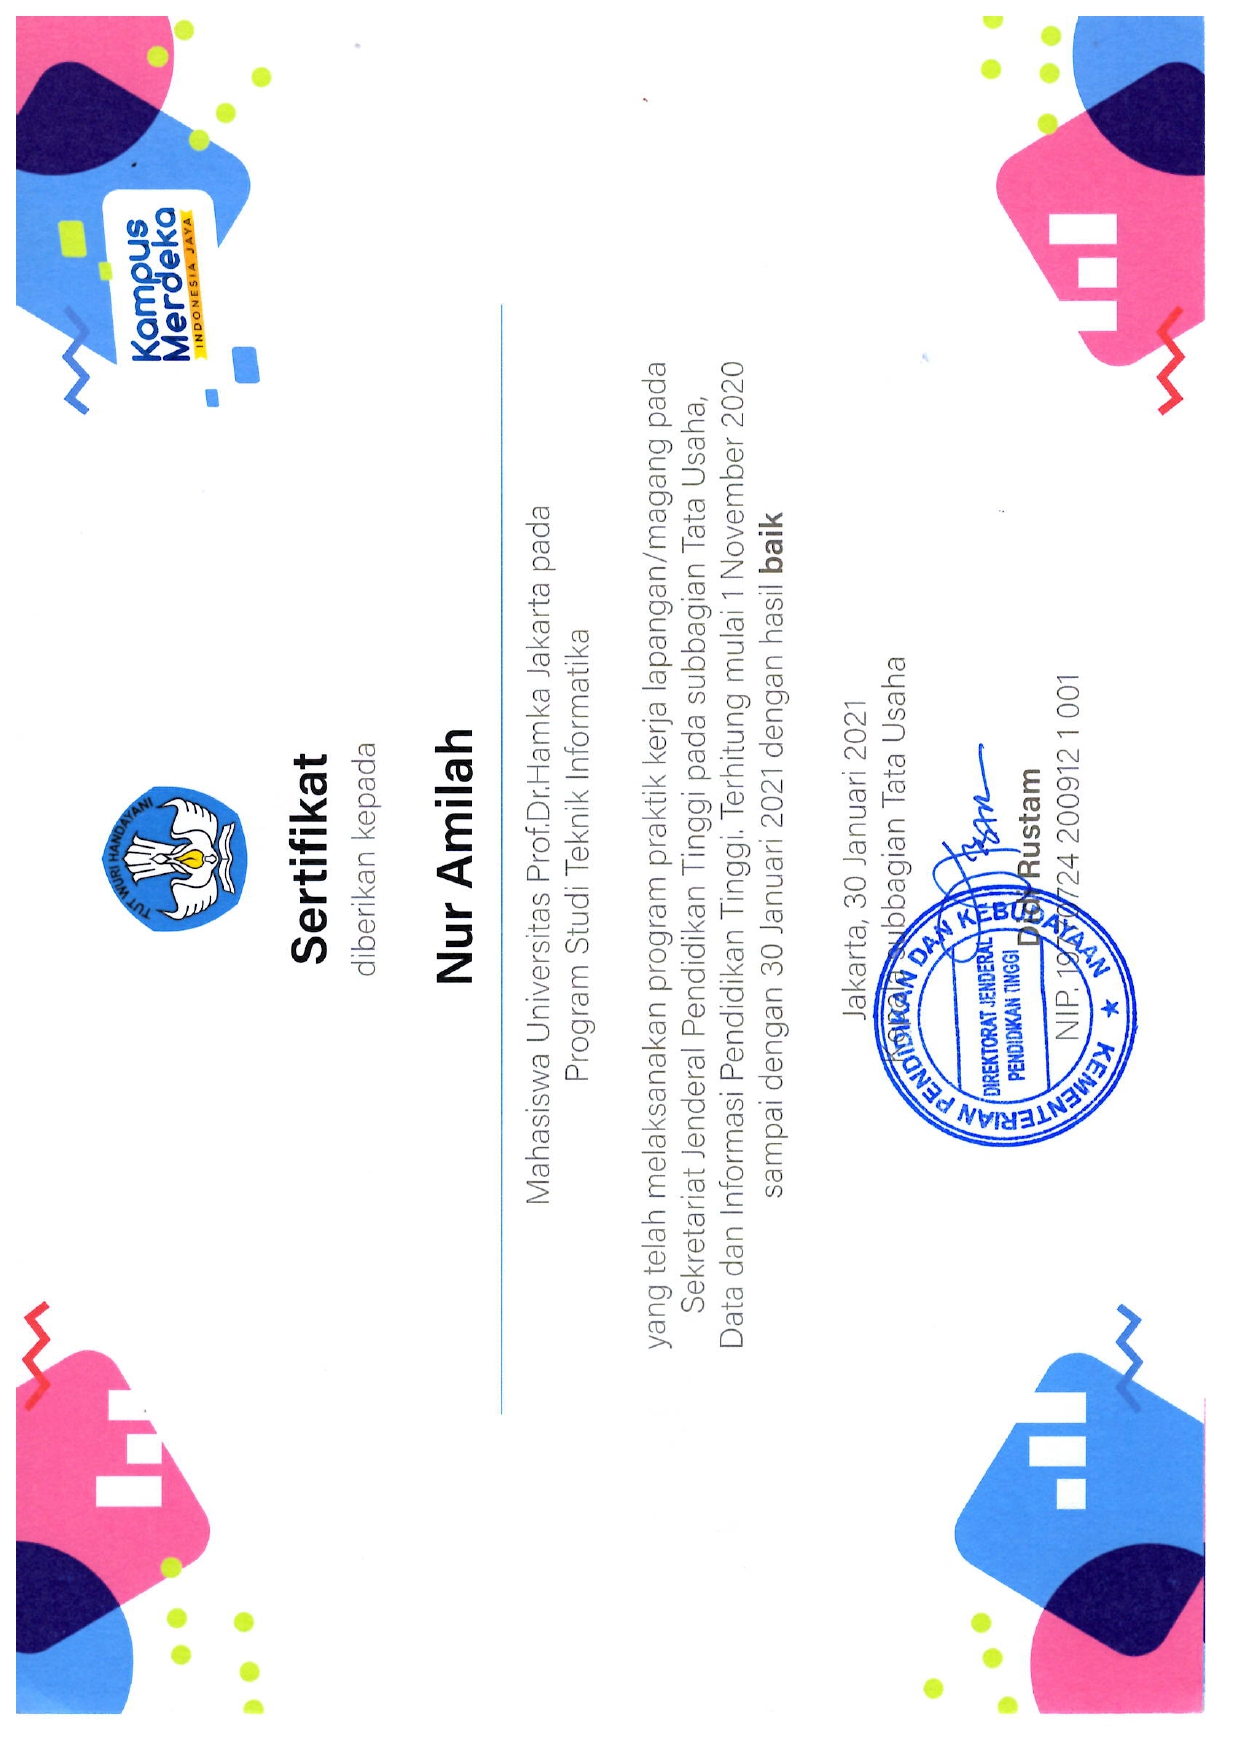 TUT WURI HANDAYANI
Kampus
Merdeka
INDONESIA JAYA
Sertifikat
diberikan kepada
Nur Amilah
Mahasiswa Universitas Prof.Dr.Hamka Jakarta pada
Program Studi Teknik Informatika
yang telah melaksanakan program praktik kerja lapangan/magang pada
Sekretariat Jenderal Pendidikan Tinggi pada subbagian Tata Usaha,
Data dan Informasi Pendidikan Tinggi. Terhitung mulai 1 November 2020
sampai dengan 30 Januari 2021 dengan hasil baik
Jakarta, 30 Januari 2021
Kepala subbagian Tata Usaha
KEMENTERIAN PENDIDIKAN DAN KEBUDAYAAN
DIREKTORAT JENDERAL
PENDIDIKAN TINGGI
Didi Rustam
NIP. 19770724 200912 1 001